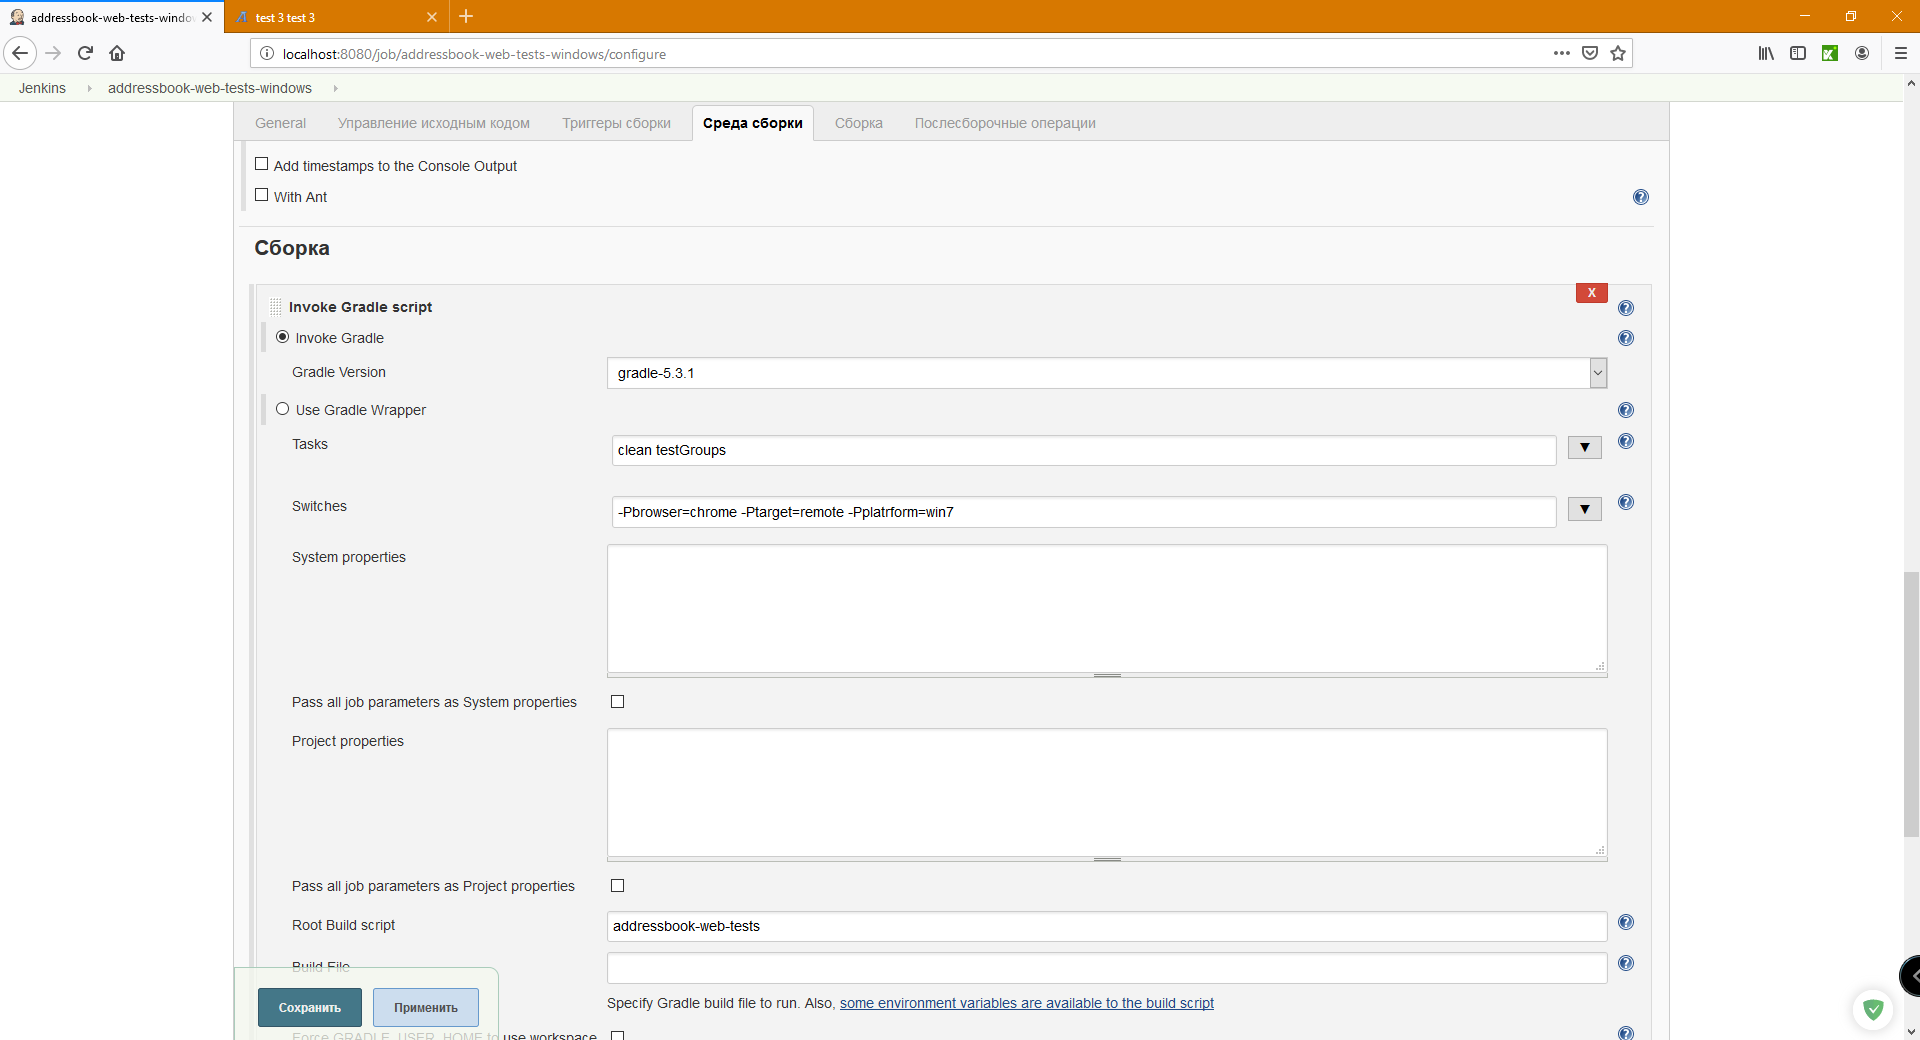 addressbook-web-tests-windo
test 3 test 3
localhost:8080/job/addressbook-web-tests-windows/configure
Jenkins addressbook-web-tests-windows
General Управление исходным кодом Триггеры сборки Среда сборки Сборка Послесборочные операции
Add timestamps to the Console Output
With Ant
Сборка
X
Invoke Gradle script
Invoke Gradle
Gradle Version gradle-5.3.1
Use Gradle Wrapper
Tasks clean testGroups
Switches -Pbrowser=chrome -Ptarget=remote -Pplatrform=win7
System properties
Pass all job parameters as System properties
Project properties
Pass all job parameters as Project properties
Root Build script addressbook-web-tests
Build File
Specify Gradle build file to run. Also, some environment variables are available to the build script
Сохранить Применить
Force GRADLE_USER_HOME to use workspace